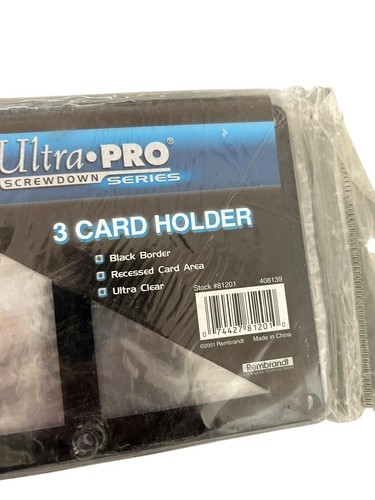 Ultra•PRO®
SCREWDOWN SERIES
3 CARD HOLDER
Black Border
Recessed Card Area
Ultra Clear
Stock #81201 408139
0 74427 81201 0
©2001 Rembrandt Made in China
Rembrandt